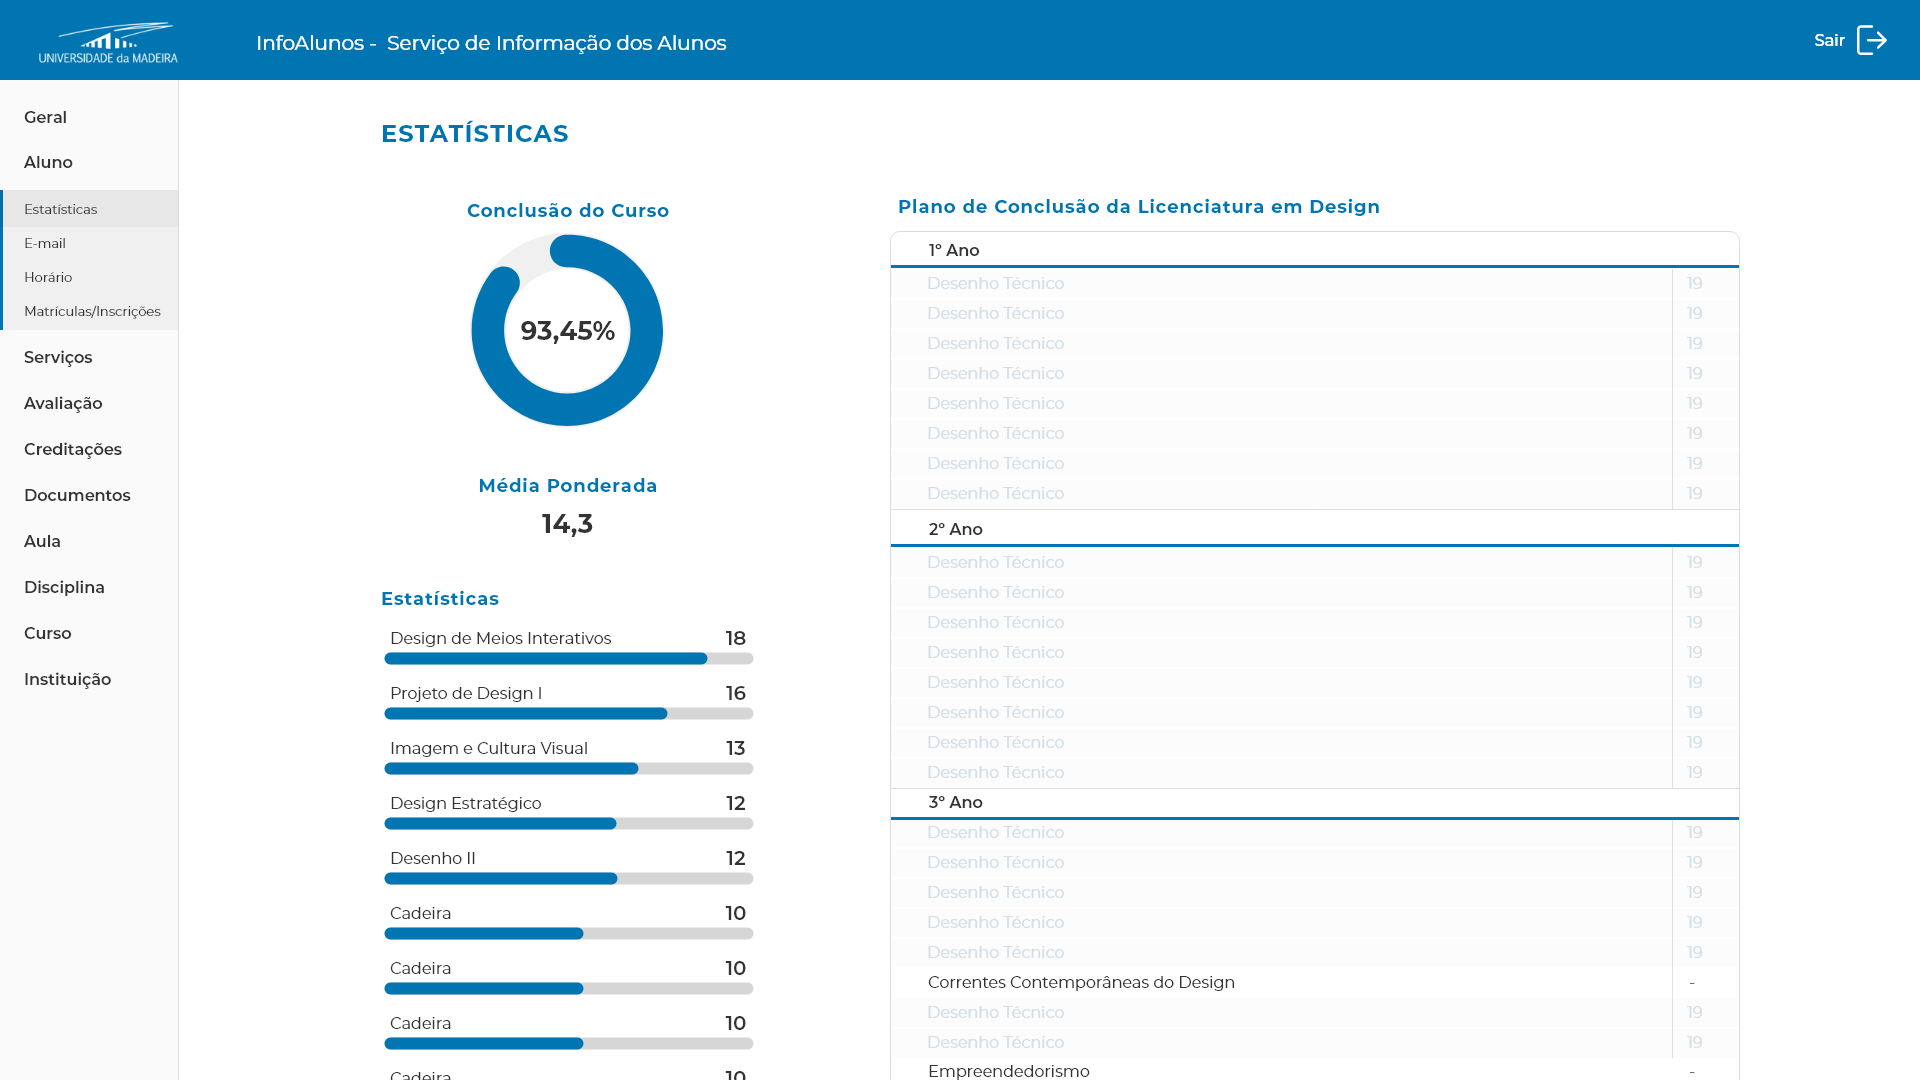 UNIVERSIDADE da MADEIRA
InfoAlunos - Serviço de Informação dos Alunos
Sair
Geral
Aluno
Estatísticas
E-mail
Horário
Matrículas/Inscrições
Serviços
Avaliação
Creditações
Documentos
Aula
Disciplina
Curso
Instituição
ESTATÍSTICAS
Conclusão do Curso
93,45%
Média Ponderada
14,3
Estatísticas
Design de Meios Interativos 18
Projeto de Design I 16
Imagem e Cultura Visual 13
Design Estratégico 12
Desenho II 12
Cadeira 10
Cadeira 10
Cadeira 10
Cadeira 10
Plano de Conclusão da Licenciatura em Design
1º Ano
Desenho Técnico 19
Desenho Técnico 19
Desenho Técnico 19
Desenho Técnico 19
Desenho Técnico 19
Desenho Técnico 19
Desenho Técnico 19
Desenho Técnico 19
2º Ano
Desenho Técnico 19
Desenho Técnico 19
Desenho Técnico 19
Desenho Técnico 19
Desenho Técnico 19
Desenho Técnico 19
Desenho Técnico 19
Desenho Técnico 19
3º Ano
Desenho Técnico 19
Desenho Técnico 19
Desenho Técnico 19
Desenho Técnico 19
Desenho Técnico 19
Correntes Contemporâneas do Design -
Desenho Técnico 19
Desenho Técnico 19
Empreendedorismo -